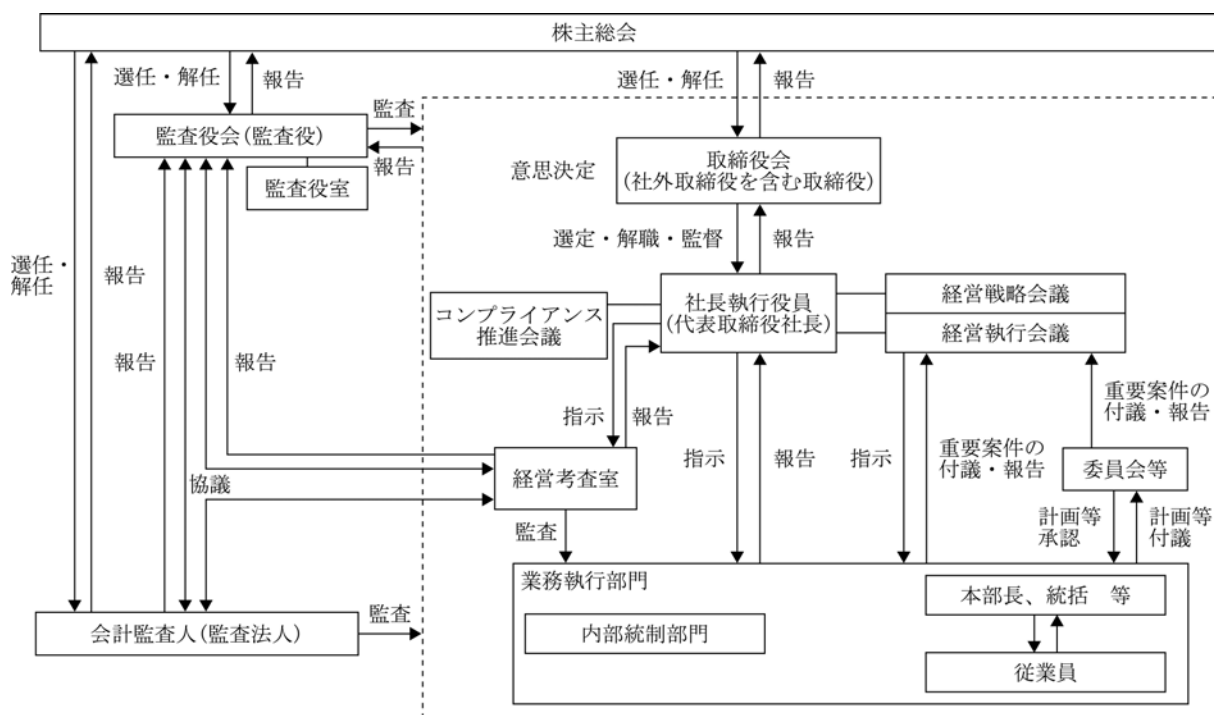 株主総会
選任・解任
報告
選任・解任
報告
監査役会(監査役)
監査
報告
監査役室
意思決定
取締役会
(社外取締役を含む取締役)
選任・
解任
報告
選定・解職・監督
報告
コンプライアンス
推進会議
社長執行役員
(代表取締役社長)
経営戦略会議
経営執行会議
報告
報告
指示
報告
指示
報告
指示
重要案件の
付議・報告
重要案件の
付議・報告
経営考査室
委員会等
協議
監査
計画等
承認
計画等
付議
業務執行部門
本部長、統括　等
内部統制部門
従業員
会計監査人(監査法人)
監査